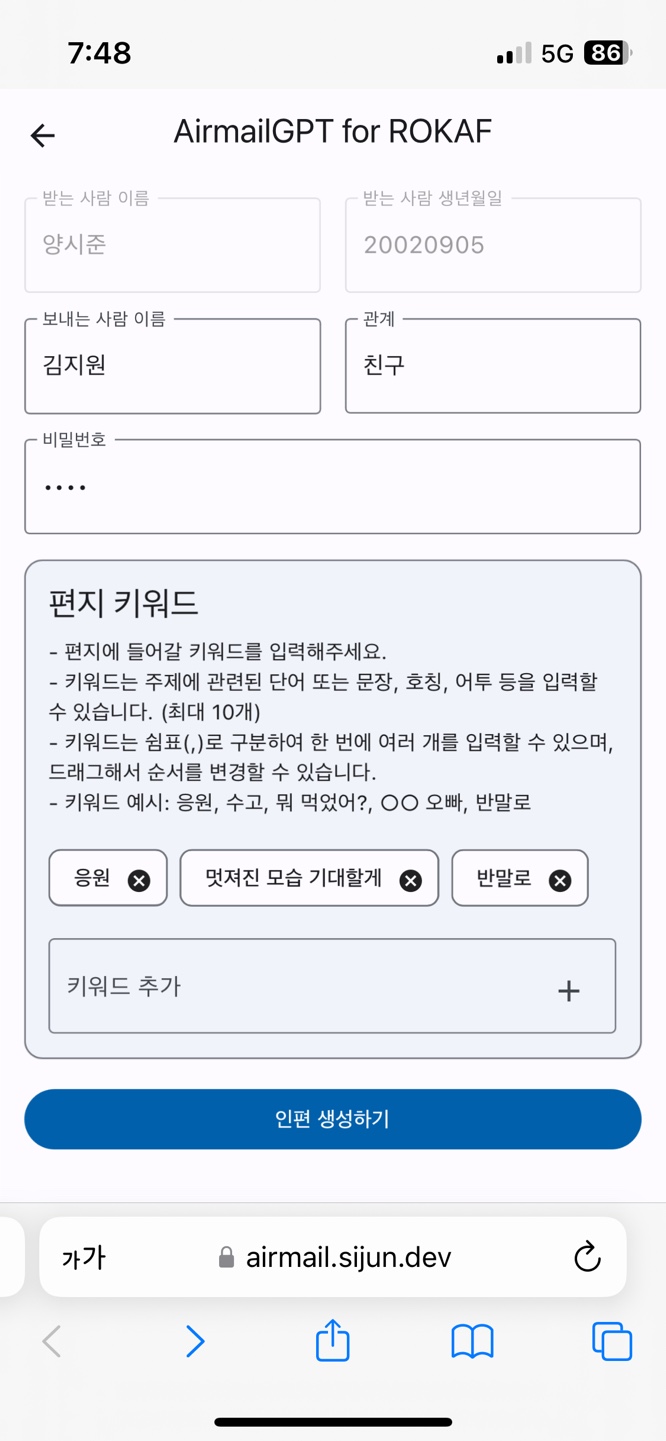 7:48
5G 86
AirmailGPT for ROKAF
받는 사람 이름
양시준
받는 사람 생년월일
20020905
보내는 사람 이름
김지원
관계
친구
비밀번호
••••
편지 키워드
- 편지에 들어갈 키워드를 입력해주세요.
- 키워드는 주제에 관련된 단어 또는 문장, 호칭, 어투 등을 입력할
수 있습니다. (최대 10개)
- 키워드는 쉼표(,)로 구분하여 한 번에 여러 개를 입력할 수 있으며,
드래그해서 순서를 변경할 수 있습니다.
- 키워드 예시: 응원, 수고, 뭐 먹었어?, ○○ 오빠, 반말로
응원 멋져진 모습 기대할게 반말로
키워드 추가
인편 생성하기
가가 airmail.sijun.dev